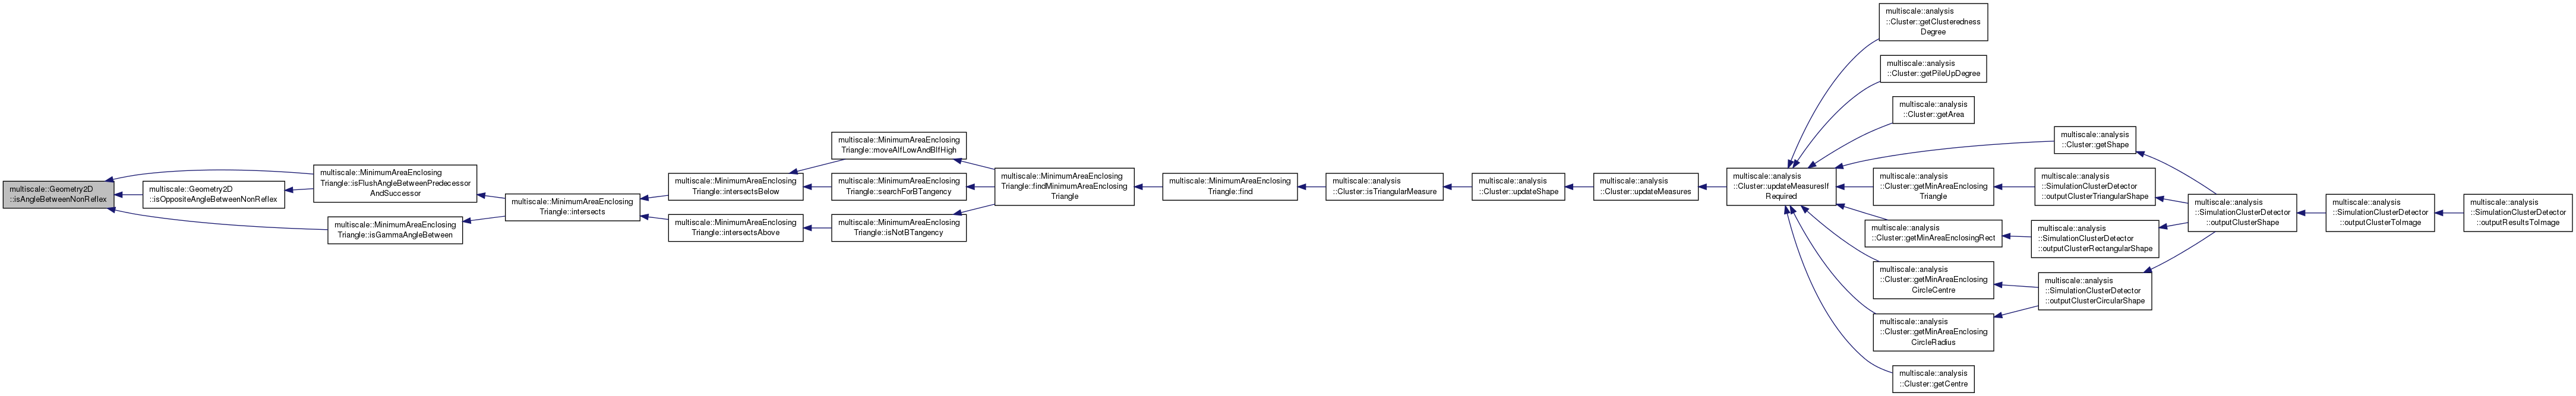 multiscale::Geometry2D
::isAngleBetweenNonReflex
multiscale::Geometry2D
::isOppositeAngleBetweenNonReflex
multiscale::MinimumAreaEnclosing
Triangle::isFlushAngleBetweenPredecessor
AndSuccessor
multiscale::MinimumAreaEnclosing
Triangle::isGammaAngleBetween
multiscale::MinimumAreaEnclosing
Triangle::intersects
multiscale::MinimumAreaEnclosing
Triangle::intersectsBelow
multiscale::MinimumAreaEnclosing
Triangle::intersectsAbove
multiscale::MinimumAreaEnclosing
Triangle::moveAIfLowAndBIfHigh
multiscale::MinimumAreaEnclosing
Triangle::searchForBTangency
multiscale::MinimumAreaEnclosing
Triangle::isNotBTangency
multiscale::MinimumAreaEnclosing
Triangle::findMinimumAreaEnclosing
Triangle
multiscale::MinimumAreaEnclosing
Triangle::find
multiscale::analysis
::Cluster::isTriangularMeasure
multiscale::analysis
::Cluster::updateShape
multiscale::analysis
::Cluster::updateMeasures
multiscale::analysis
::Cluster::updateMeasuresIf
Required
multiscale::analysis
::Cluster::getClusteredness
Degree
multiscale::analysis
::Cluster::getPileUpDegree
multiscale::analysis
::Cluster::getArea
multiscale::analysis
::Cluster::getShape
multiscale::analysis
::Cluster::getMinAreaEnclosing
Triangle
multiscale::analysis
::Cluster::getMinAreaEnclosingRect
multiscale::analysis
::Cluster::getMinAreaEnclosing
CircleCentre
multiscale::analysis
::Cluster::getMinAreaEnclosing
CircleRadius
multiscale::analysis
::Cluster::getCentre
multiscale::analysis
::SimulationClusterDetector
::outputClusterTriangularShape
multiscale::analysis
::SimulationClusterDetector
::outputClusterRectangularShape
multiscale::analysis
::SimulationClusterDetector
::outputClusterCircularShape
multiscale::analysis
::SimulationClusterDetector
::outputClusterShape
multiscale::analysis
::SimulationClusterDetector
::outputClusterToImage
multiscale::analysis
::SimulationClusterDetector
::outputResultsToImage